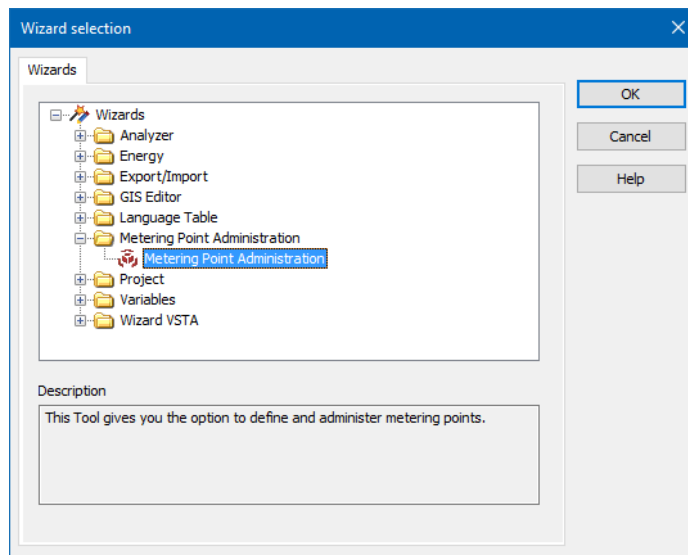 Wizard selection
Wizards
OK
Cancel
Help
Wizards
Analyzer
Energy
Export/Import
GIS Editor
Language Table
Metering Point Administration
Metering Point Administration
Project
Variables
Wizard VSTA
Description
This Tool gives you the option to define and administer metering points.